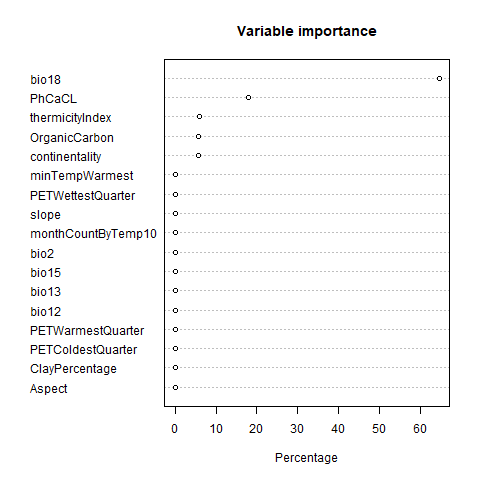 Variable importance
bio18
PhCaCL
thermicityIndex
OrganicCarbon
continentality
minTempWarmest
PETWettestQuarter
slope
monthCountByTemp10
bio2
bio15
bio13
bio12
PETWarmestQuarter
PETColdestQuarter
ClayPercentage
Aspect
0 10 20 30 40 50 60
Percentage